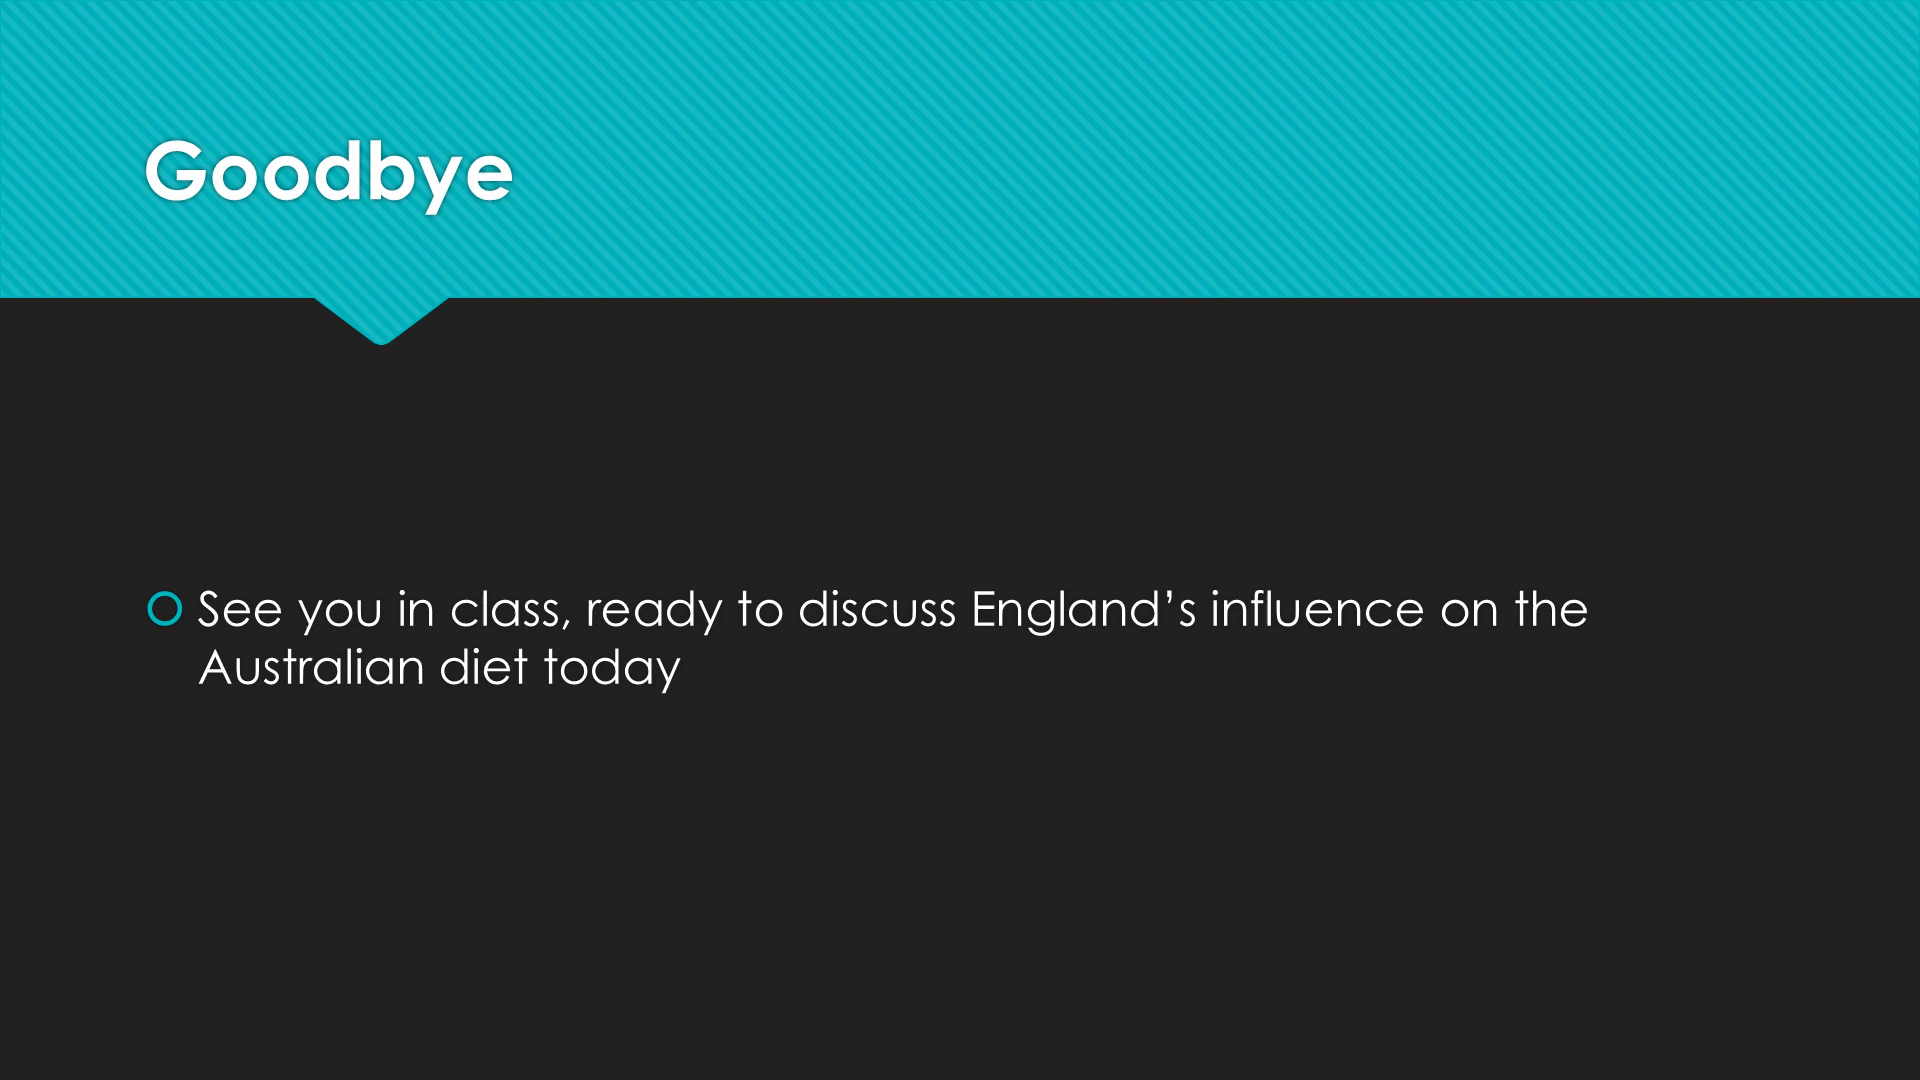 Goodbye
See you in class, ready to discuss England’s influence on the
Australian diet today